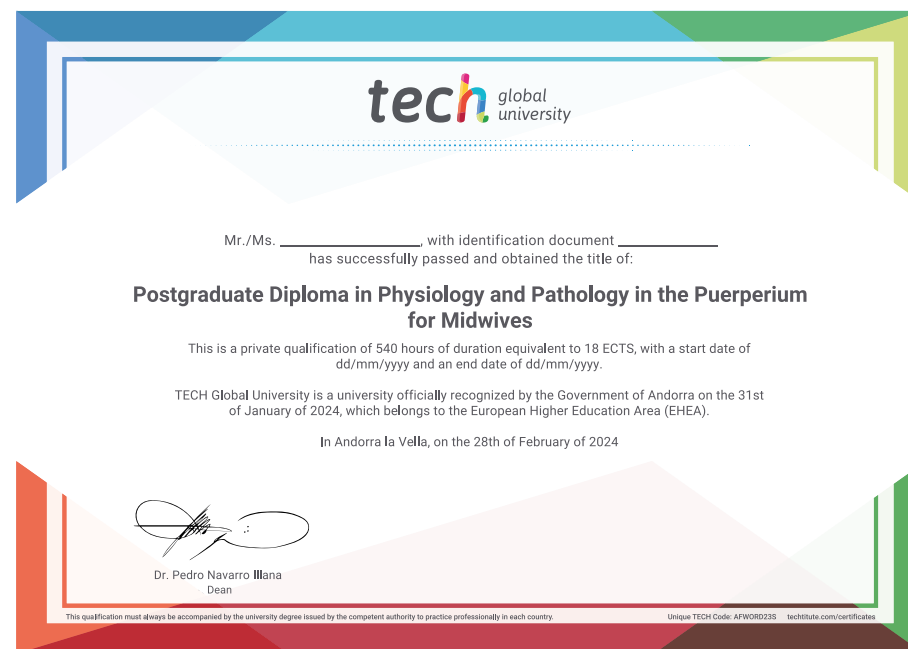 tech global
university
Mr./Ms. ____________, with identification document ____________
has successfully passed and obtained the title of:
Postgraduate Diploma in Physiology and Pathology in the Puerperium
for Midwives
This is a private qualification of 540 hours of duration equivalent to 18 ECTS, with a start date of
dd/mm/yyyy and an end date of dd/mm/yyyy.
TECH Global University is a university officially recognized by the Government of Andorra on the 31st
of January of 2024, which belongs to the European Higher Education Area (EHEA).
In Andorra la Vella, on the 28th of February of 2024
Dr. Pedro Navarro Illana
Dean
This qualification must always be accompanied by the university degree issued by the competent authority to practice professionally in each country.
Unique TECH Code: AFWORD23S techtitute.com/certificates